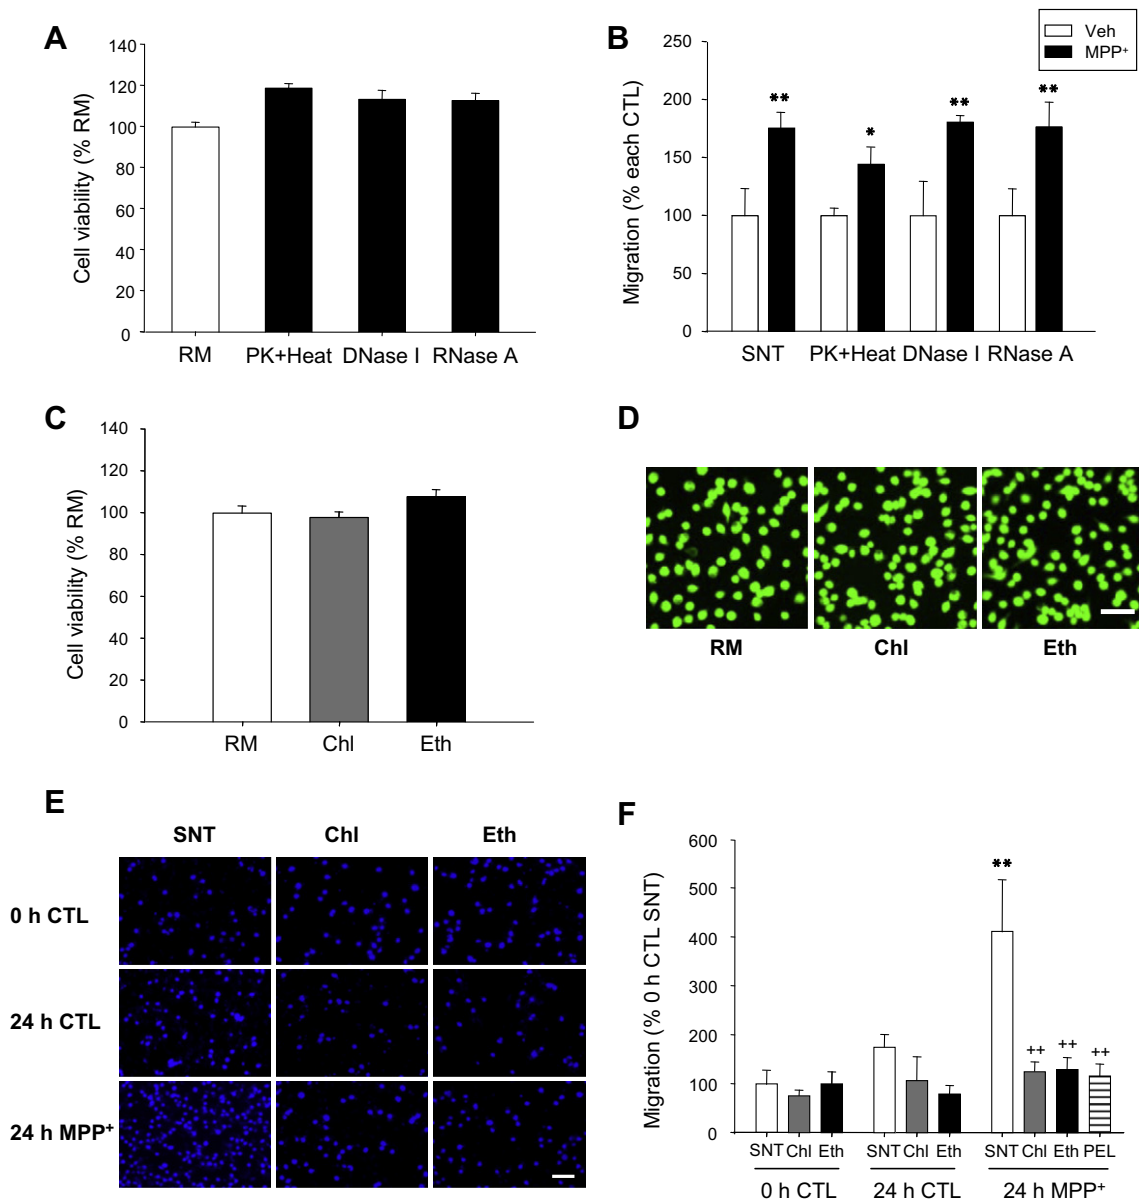 A
Cell viability (% RM)
140
120
100
80
60
40
20
0
RM PK+Heat DNase I RNase A
B
Veh
MPP+
Migration (% each CTL)
250
200
150
100
50
0
** * ** **
SNT PK+Heat DNase I RNase A
C
Cell viability (% RM)
140
120
100
80
60
40
20
0
RM Chl Eth
D
RM Chl Eth
E
SNT Chl Eth
0 h CTL
24 h CTL
24 h MPP+
F
Migration (% 0 h CTL SNT)
600
500
400
300
200
100
0
**
++ ++ ++
SNT Chl Eth SNT Chl Eth SNT Chl Eth PEL
0 h CTL 24 h CTL 24 h MPP+